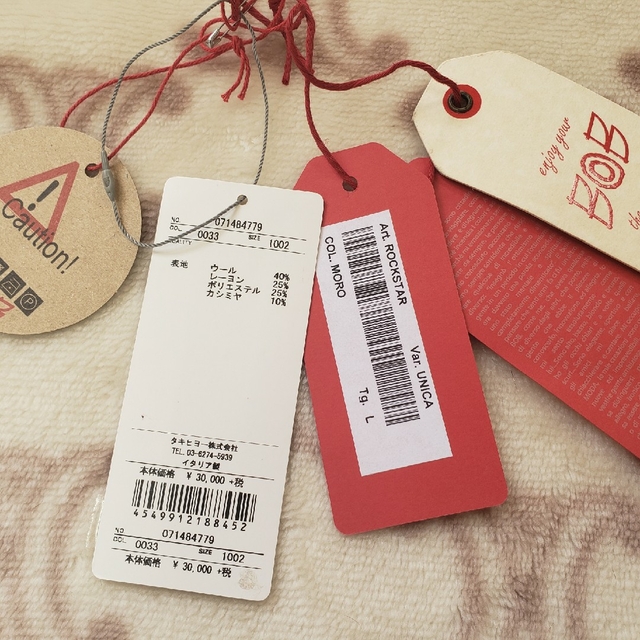 Caution!
NO. 071484779
COL. 0033 SIZE 1002
QUALITY
表地 ウール 40%
レーヨン 25%
ポリエステル 25%
カシミヤ 10%
タキヒヨー株式会社
TEL. 03-6274-5939
イタリア製
本体価格 ¥ 30,000 +税
4549912188452
NO. 071484779
COL. 0033 SIZE 1002
本体価格 ¥ 30,000 +税
Art. ROCKSTAR
COL. MORO
Var. UNICA
Tg. L
enjoy your
BOB